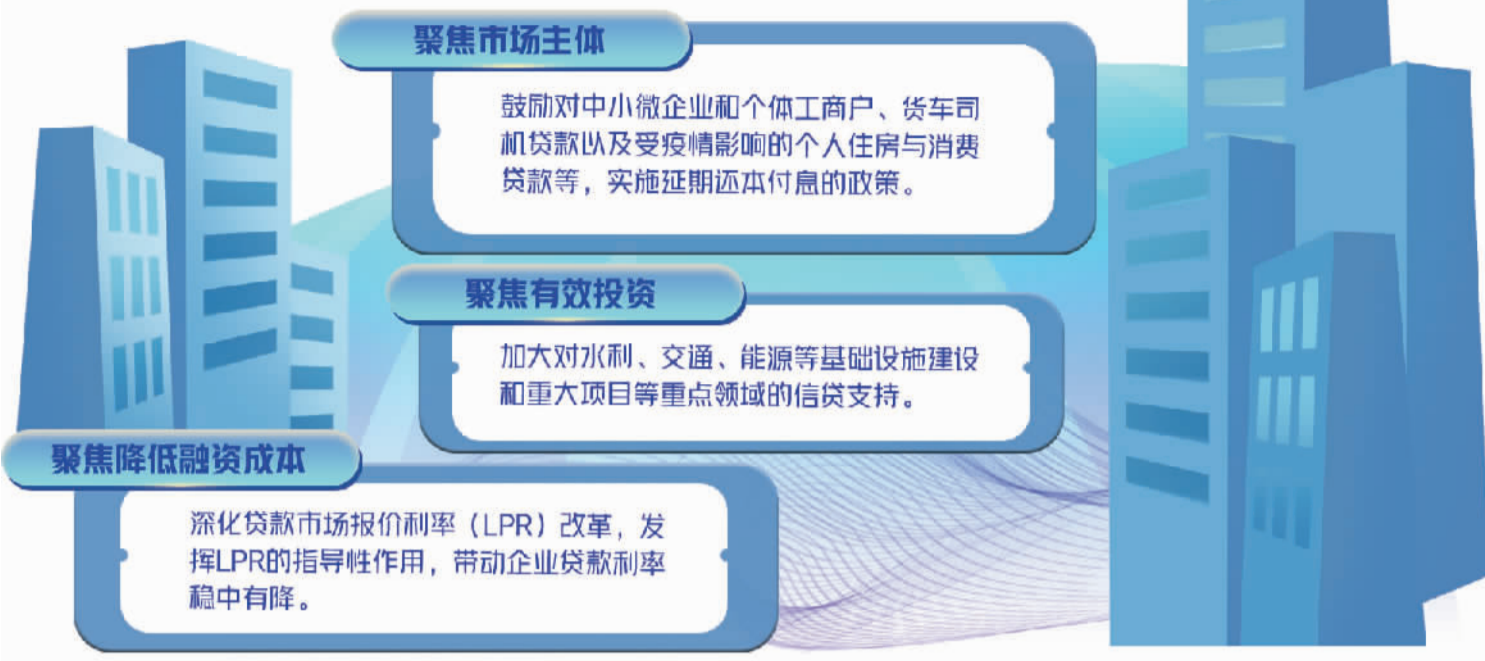 聚焦市场主体
鼓励对中小微企业和个体工商户、货车司
机贷款以及受疫情影响的个人住房与消费
贷款等，实施延期还本付息的政策。
聚焦有效投资
加大对水利、交通、能源等基础设施建设
和重大项目等重点领域的信贷支持。
聚焦降低融资成本
深化贷款市场报价利率（LPR）改革，发
挥LPR的指导性作用，带动企业贷款利率
稳中有降。